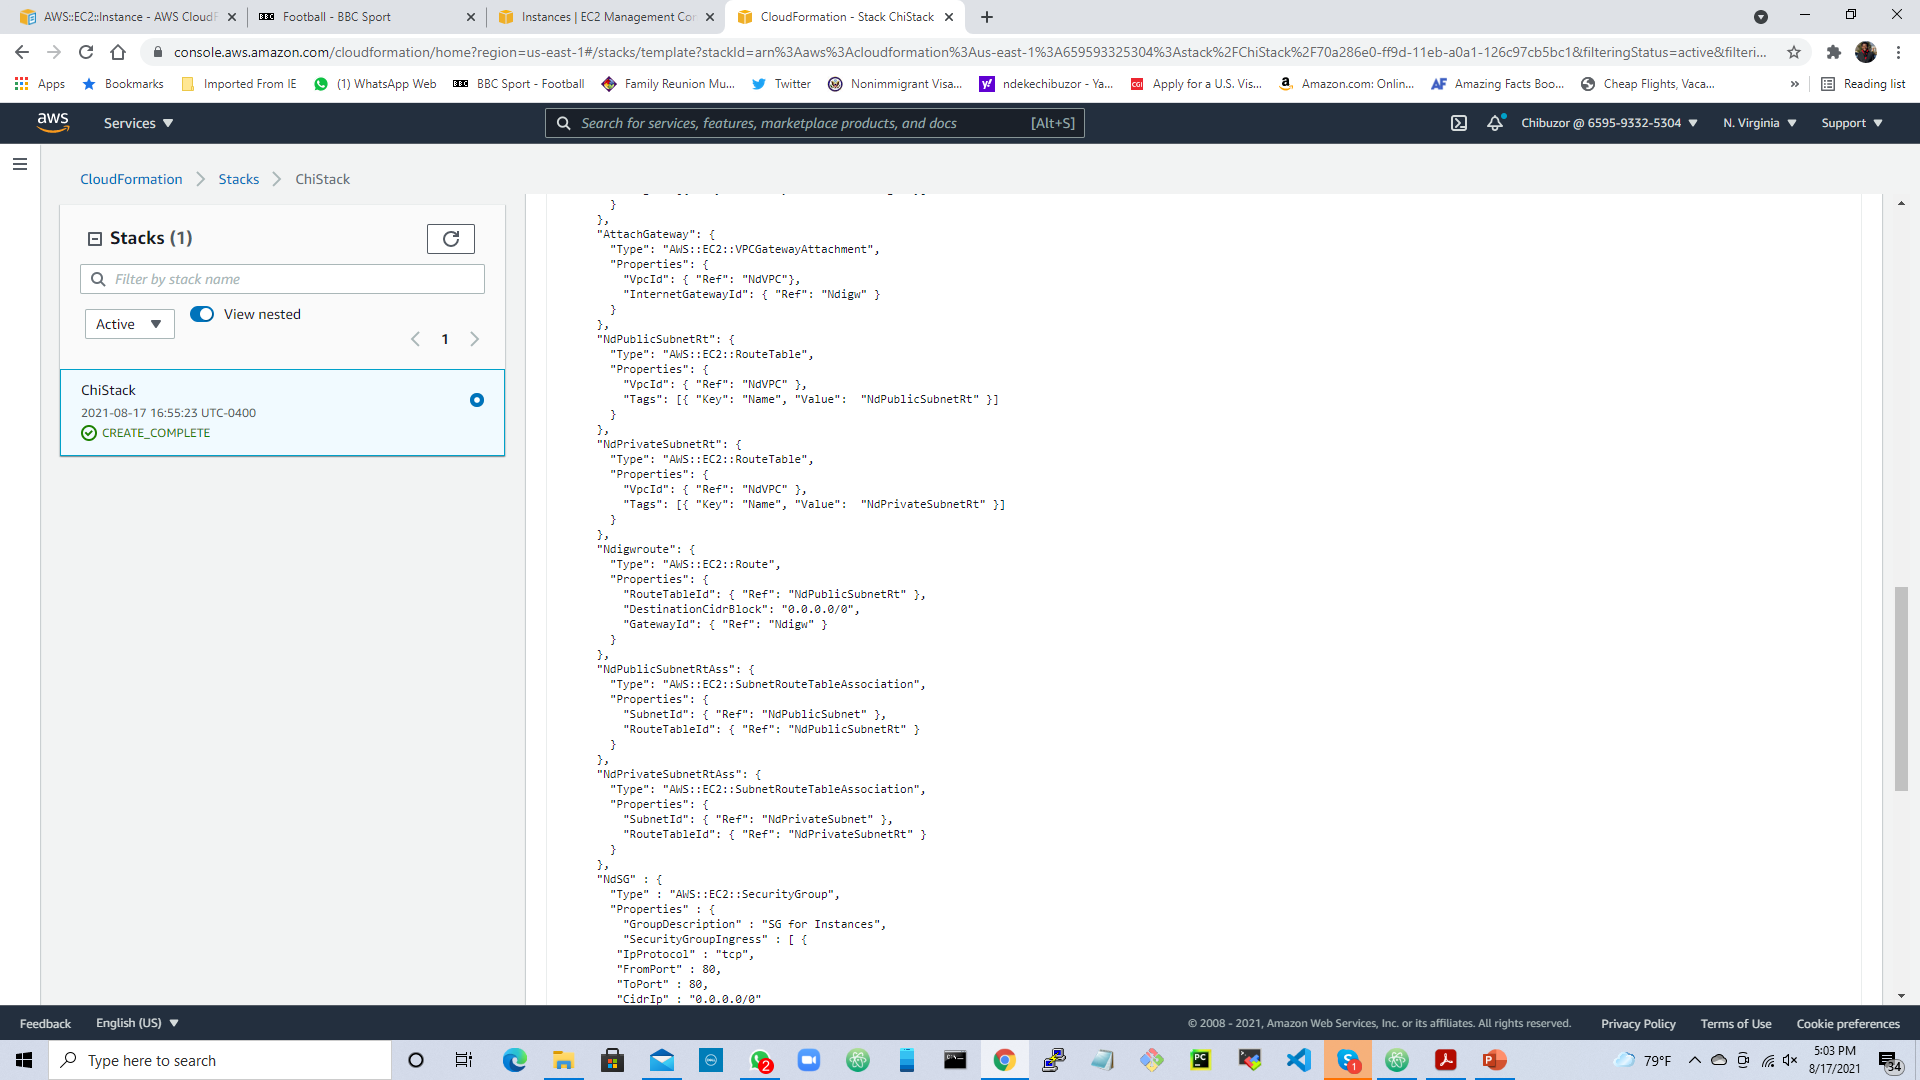 AWS::EC2::Instance - AWS CloudF
Football - BBC Sport
Instances | EC2 Management Con
CloudFormation - Stack ChiStack
console.aws.amazon.com/cloudformation/home?region=us-east-1#/stacks/template?stackId=arn%3Aaws%3Acloudformation%3Aus-east-1%3A659593325304%3Astack%2FChiStack%2F70a286e0-ff9d-11eb-a0a1-126c97cb5bc1&filteringStatus=active&filteri...
Apps
Bookmarks
Imported From IE
(1) WhatsApp Web
BBC Sport - Football
Family Reunion Mu...
Twitter
Nonimmigrant Visa...
ndekechibuzor - Ya...
Apply for a U.S. Vis...
Amazon.com: Onlin...
Amazing Facts Boo...
Cheap Flights, Vaca...
»
Reading list
aws
Services
Search for services, features, marketplace products, and docs
[Alt+S]
Chibuzor @ 6595-9332-5304
N. Virginia
Support
CloudFormation
Stacks
ChiStack
Stacks (1)
Filter by stack name
Active
View nested
1
ChiStack
2021-08-17 16:55:23 UTC-0400
CREATE_COMPLETE
}
},
"AttachGateway": {
"Type": "AWS::EC2::VPCGatewayAttachment",
"Properties": {
"VpcId": { "Ref": "NdVPC"},
"InternetGatewayId": { "Ref": "Ndigw" }
}
},
"NdPublicSubnetRt": {
"Type": "AWS::EC2::RouteTable",
"Properties": {
"VpcId": { "Ref": "NdVPC" },
"Tags": [{ "Key": "Name", "Value":  "NdPublicSubnetRt" }]
}
},
"NdPrivateSubnetRt": {
"Type": "AWS::EC2::RouteTable",
"Properties": {
"VpcId": { "Ref": "NdVPC" },
"Tags": [{ "Key": "Name", "Value":  "NdPrivateSubnetRt" }]
}
},
"Ndigwroute": {
"Type": "AWS::EC2::Route",
"Properties": {
"RouteTableId": { "Ref": "NdPublicSubnetRt" },
"DestinationCidrBlock": "0.0.0.0/0",
"GatewayId": { "Ref": "Ndigw" }
}
},
"NdPublicSubnetRtAss": {
"Type": "AWS::EC2::SubnetRouteTableAssociation",
"Properties": {
"SubnetId": { "Ref": "NdPublicSubnet" },
"RouteTableId": { "Ref": "NdPublicSubnetRt" }
}
},
"NdPrivateSubnetRtAss": {
"Type": "AWS::EC2::SubnetRouteTableAssociation",
"Properties": {
"SubnetId": { "Ref": "NdPrivateSubnet" },
"RouteTableId": { "Ref": "NdPrivateSubnetRt" }
}
},
"NdSG" : {
"Type" : "AWS::EC2::SecurityGroup",
"Properties" : {
"GroupDescription" : "SG for Instances",
"SecurityGroupIngress" : [ {
"IpProtocol" : "tcp",
"FromPort" : 80,
"ToPort" : 80,
"CidrIp" : "0.0.0.0/0"
Feedback
English (US)
© 2008 - 2021, Amazon Web Services, Inc. or its affiliates. All rights reserved.
Privacy Policy
Terms of Use
Cookie preferences
Type here to search
2
1
79°F
5:03 PM
8/17/2021
34